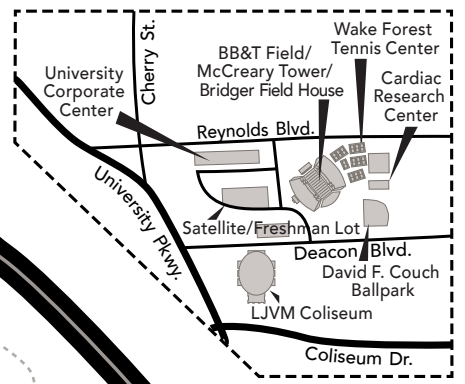 Wake Forest
Tennis Center
Cherry St.
BB&T Field/
McCreary Tower/
Bridger Field House
University
Corporate
Center
Cardiac
Research
Center
Reynolds Blvd.
University Pkwy.
Satellite/Freshman Lot
Deacon Blvd.
David F. Couch
Ballpark
LJVM Coliseum
Coliseum Dr.